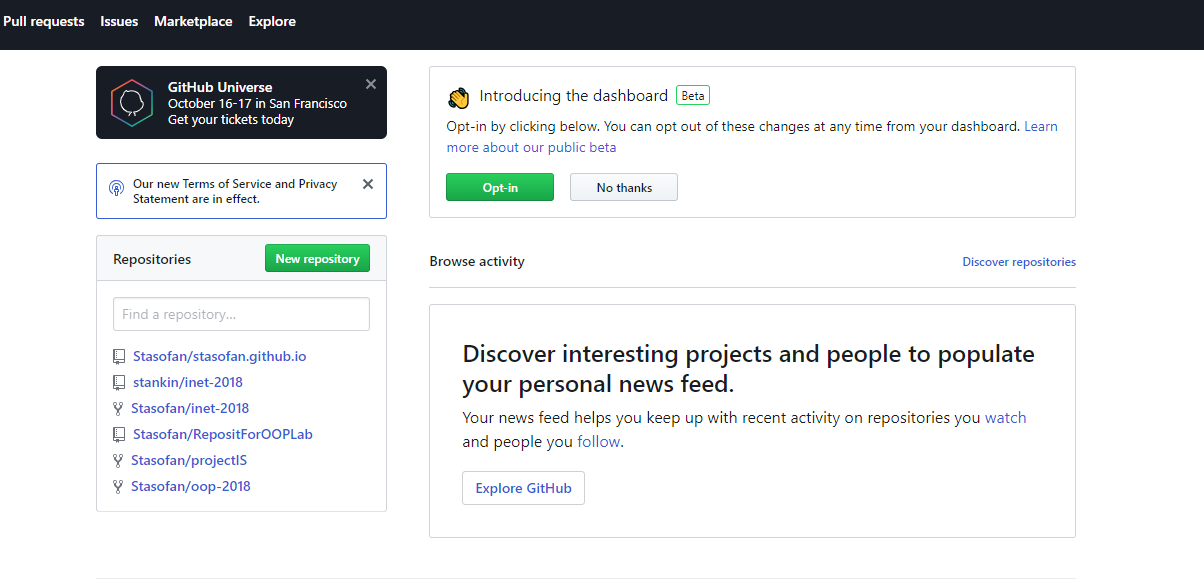 Pull requests Issues Marketplace Explore
GitHub Universe
October 16-17 in San Francisco
Get your tickets today
Our new Terms of Service and Privacy
Statement are in effect.
Repositories New repository
Find a repository...
Stasofan/stasofan.github.io
stankin/inet-2018
Stasofan/inet-2018
Stasofan/RepositForOOPLab
Stasofan/projectIS
Stasofan/oop-2018
Introducing the dashboard Beta
Opt-in by clicking below. You can opt out of these changes at any time from your dashboard. Learn
more about our public beta
Opt-in No thanks
Browse activity Discover repositories
Discover interesting projects and people to populate
your personal news feed.
Your news feed helps you keep up with recent activity on repositories you watch
and people you follow.
Explore GitHub